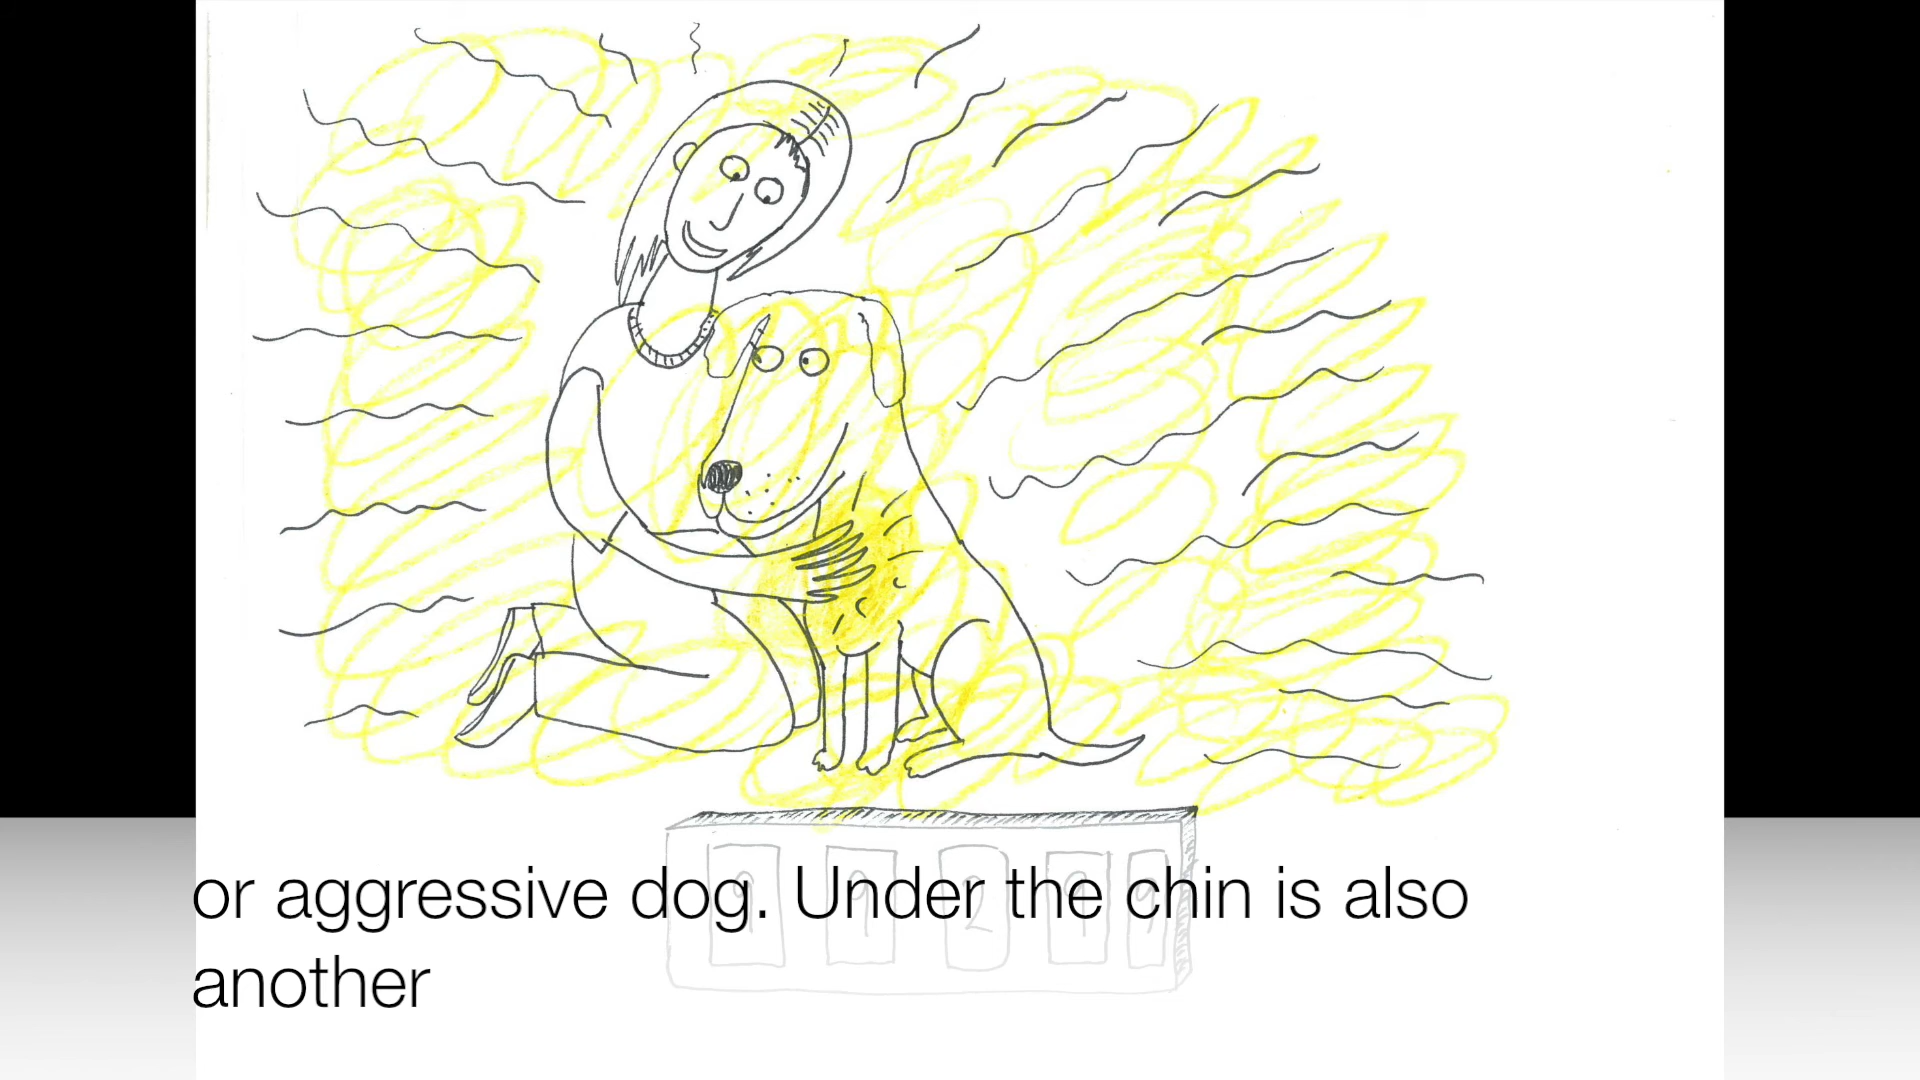 or aggressive dog. Under the chin is also
another